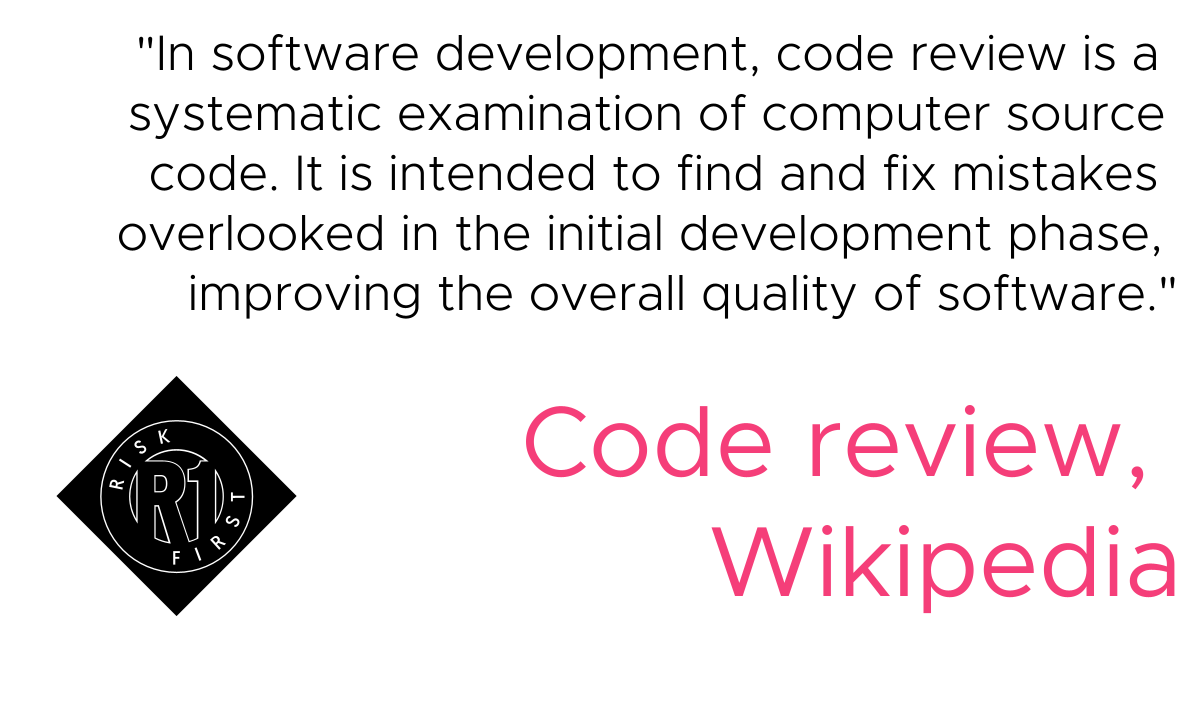 "In software development, code review is a
systematic examination of computer source
code. It is intended to find and fix mistakes
overlooked in the initial development phase,
improving the overall quality of software."
RISK
R1
FIRST
Code review,
Wikipedia